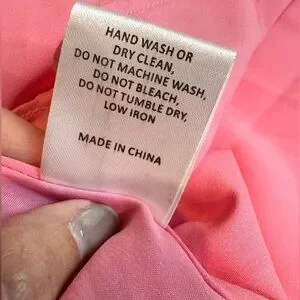 HAND WASH OR
DRY CLEAN,
DO NOT MACHINE WASH,
DO NOT BLEACH,
DO NOT TUMBLE DRY,
LOW IRON
MADE IN CHINA